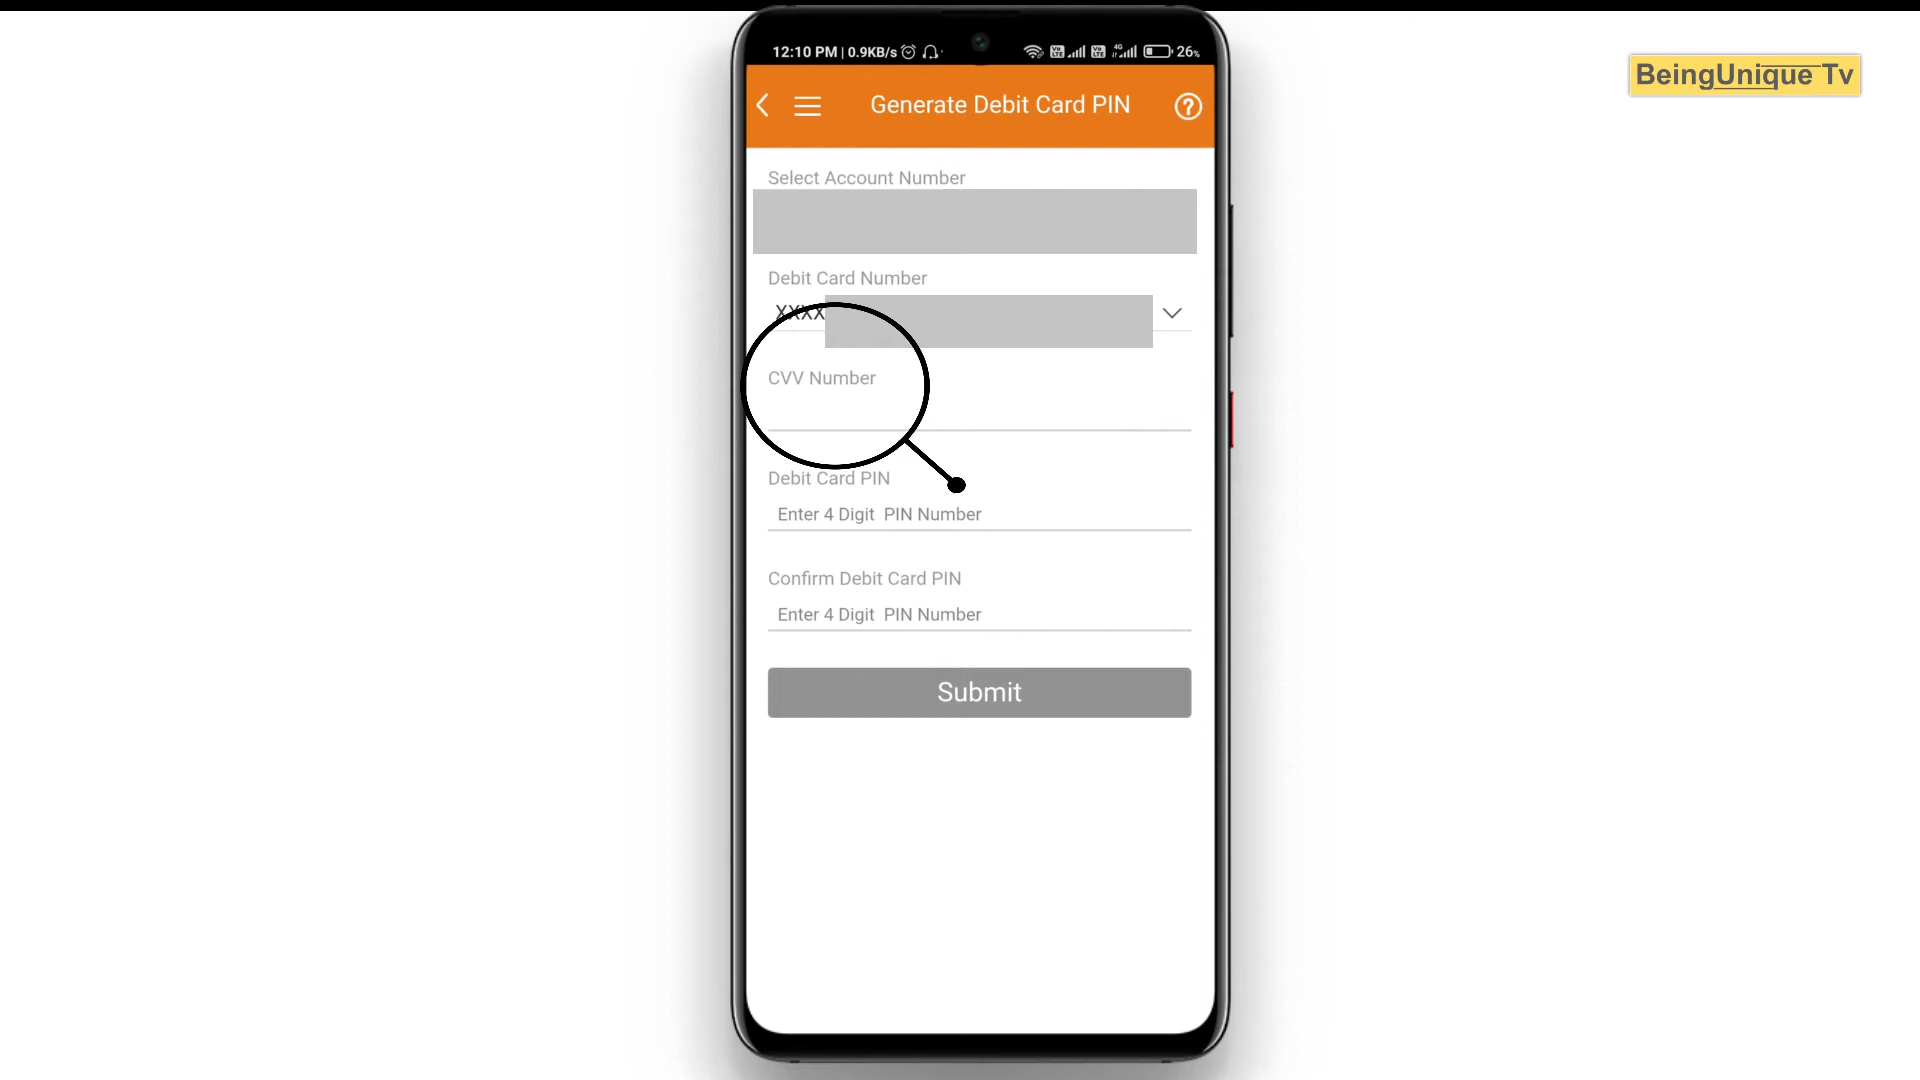 12:10 PM | 0.9KB/s 26%
BeingUnique Tv
Generate Debit Card PIN
Select Account Number
Debit Card Number
XXXX
CVV Number
Debit Card PIN
Enter 4 Digit PIN Number
Confirm Debit Card PIN
Enter 4 Digit PIN Number
Submit